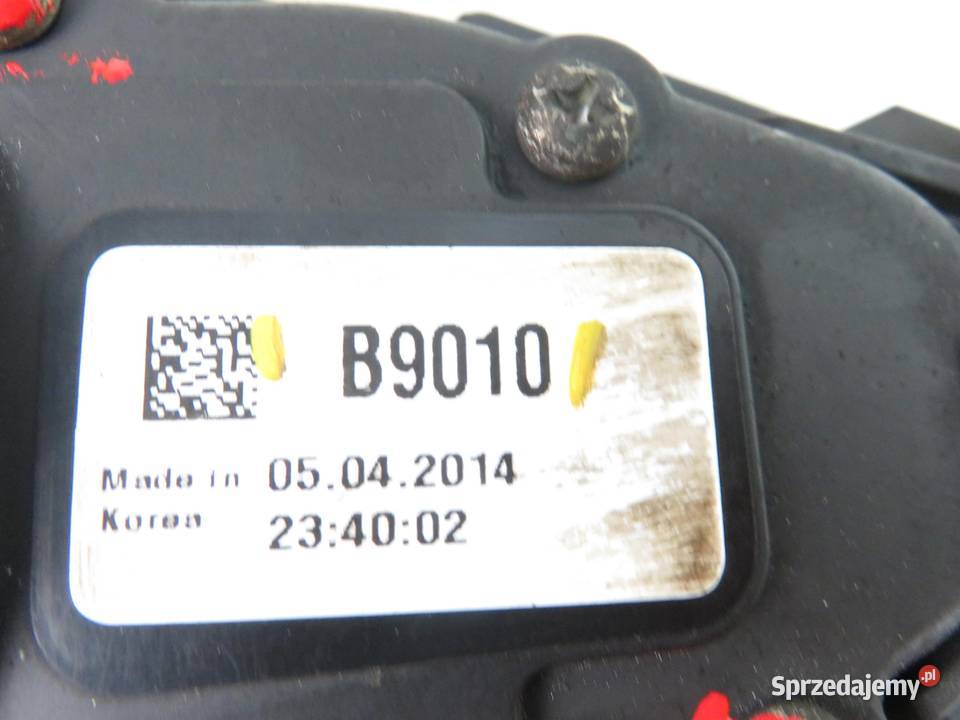 B9010
Made in 05.04.2014
Korea 23:40:02
Sprzedajemy.pl